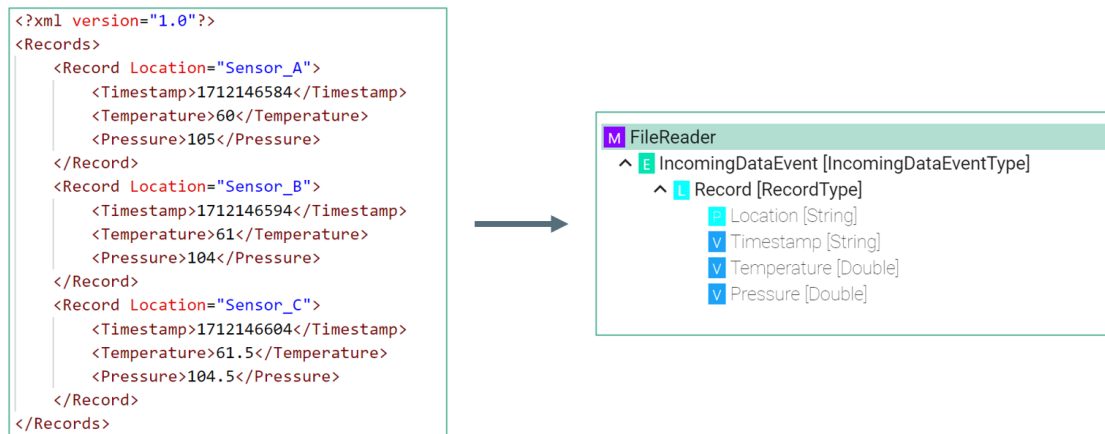 <?xml version="1.0"?>
<Records>
<Record Location="Sensor_A">
<Timestamp>1712146584</Timestamp>
<Temperature>60</Temperature>
<Pressure>105</Pressure>
</Record>
<Record Location="Sensor_B">
<Timestamp>1712146594</Timestamp>
<Temperature>61</Temperature>
<Pressure>104</Pressure>
</Record>
<Record Location="Sensor_C">
<Timestamp>1712146604</Timestamp>
<Temperature>61.5</Temperature>
<Pressure>104.5</Pressure>
</Record>
</Records>
M FileReader
E IncomingDataEvent [IncomingDataEventType]
L Record [RecordType]
P Location [String]
V Timestamp [String]
V Temperature [Double]
V Pressure [Double]